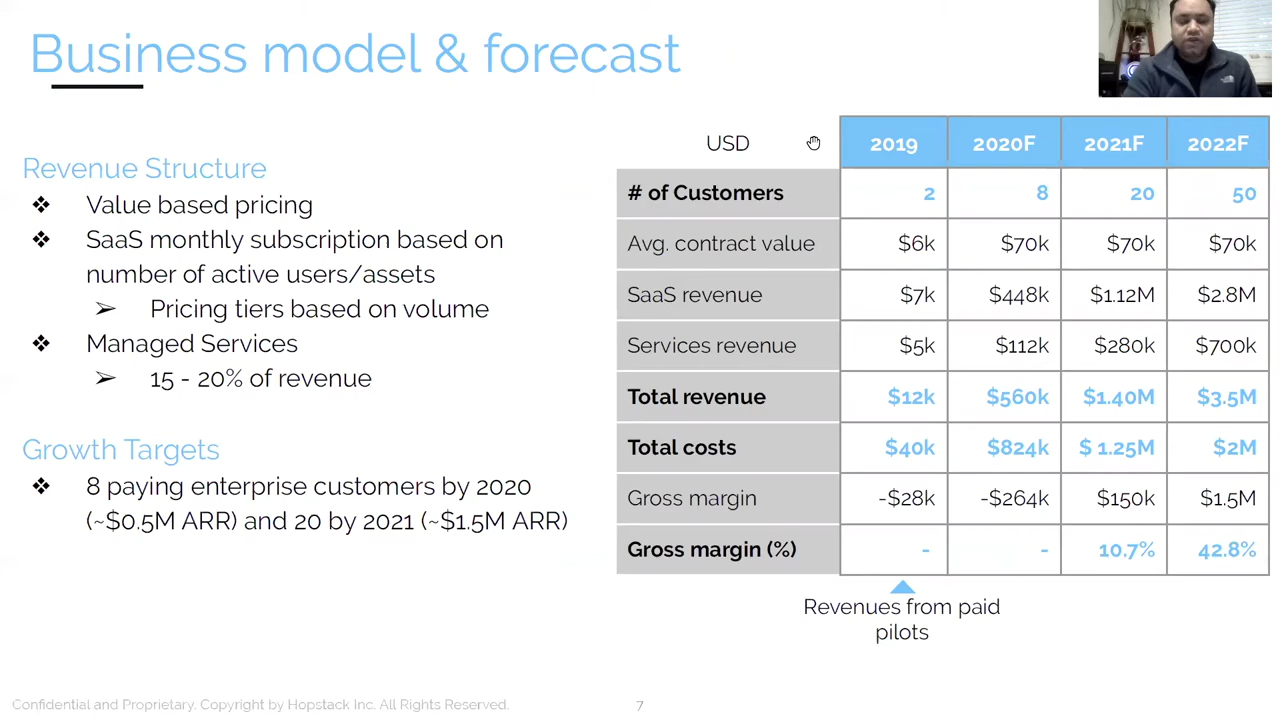 Business model & forecast
Revenue Structure
❖ Value based pricing
❖ SaaS monthly subscription based on
number of active users/assets
➢ Pricing tiers based on volume
❖ Managed Services
➢ 15 - 20% of revenue
Growth Targets
❖ 8 paying enterprise customers by 2020
(~$0.5M ARR) and 20 by 2021 (~$1.5M ARR)
USD 2019 2020F 2021F 2022F
# of Customers 2 8 20 50
Avg. contract value $6k $70k $70k $70k
SaaS revenue $7k $448k $1.12M $2.8M
Services revenue $5k $112k $280k $700k
Total revenue $12k $560k $1.40M $3.5M
Total costs $40k $824k $ 1.25M $2M
Gross margin -$28k -$264k $150k $1.5M
Gross margin (%) - - 10.7% 42.8%
Revenues from paid
pilots
Confidential and Proprietary. Copyright by Hopstack Inc. All Rights Reserved.
7